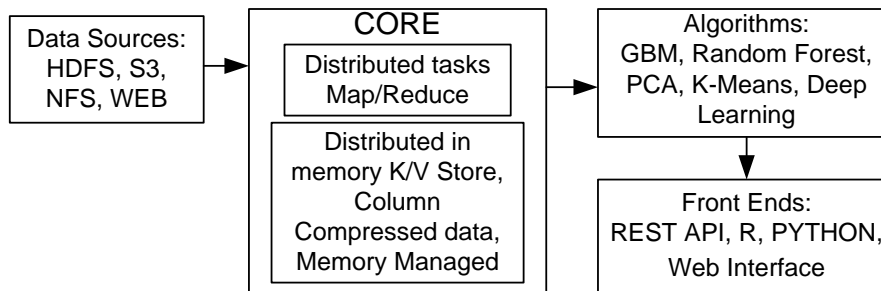 Data Sources:
HDFS, S3,
NFS, WEB
CORE
Distributed tasks
Map/Reduce
Distributed in
memory K/V Store,
Column
Compressed data,
Memory Managed
Algorithms:
GBM, Random Forest,
PCA, K-Means, Deep
Learning
Front Ends:
REST API, R, PYTHON,
Web Interface